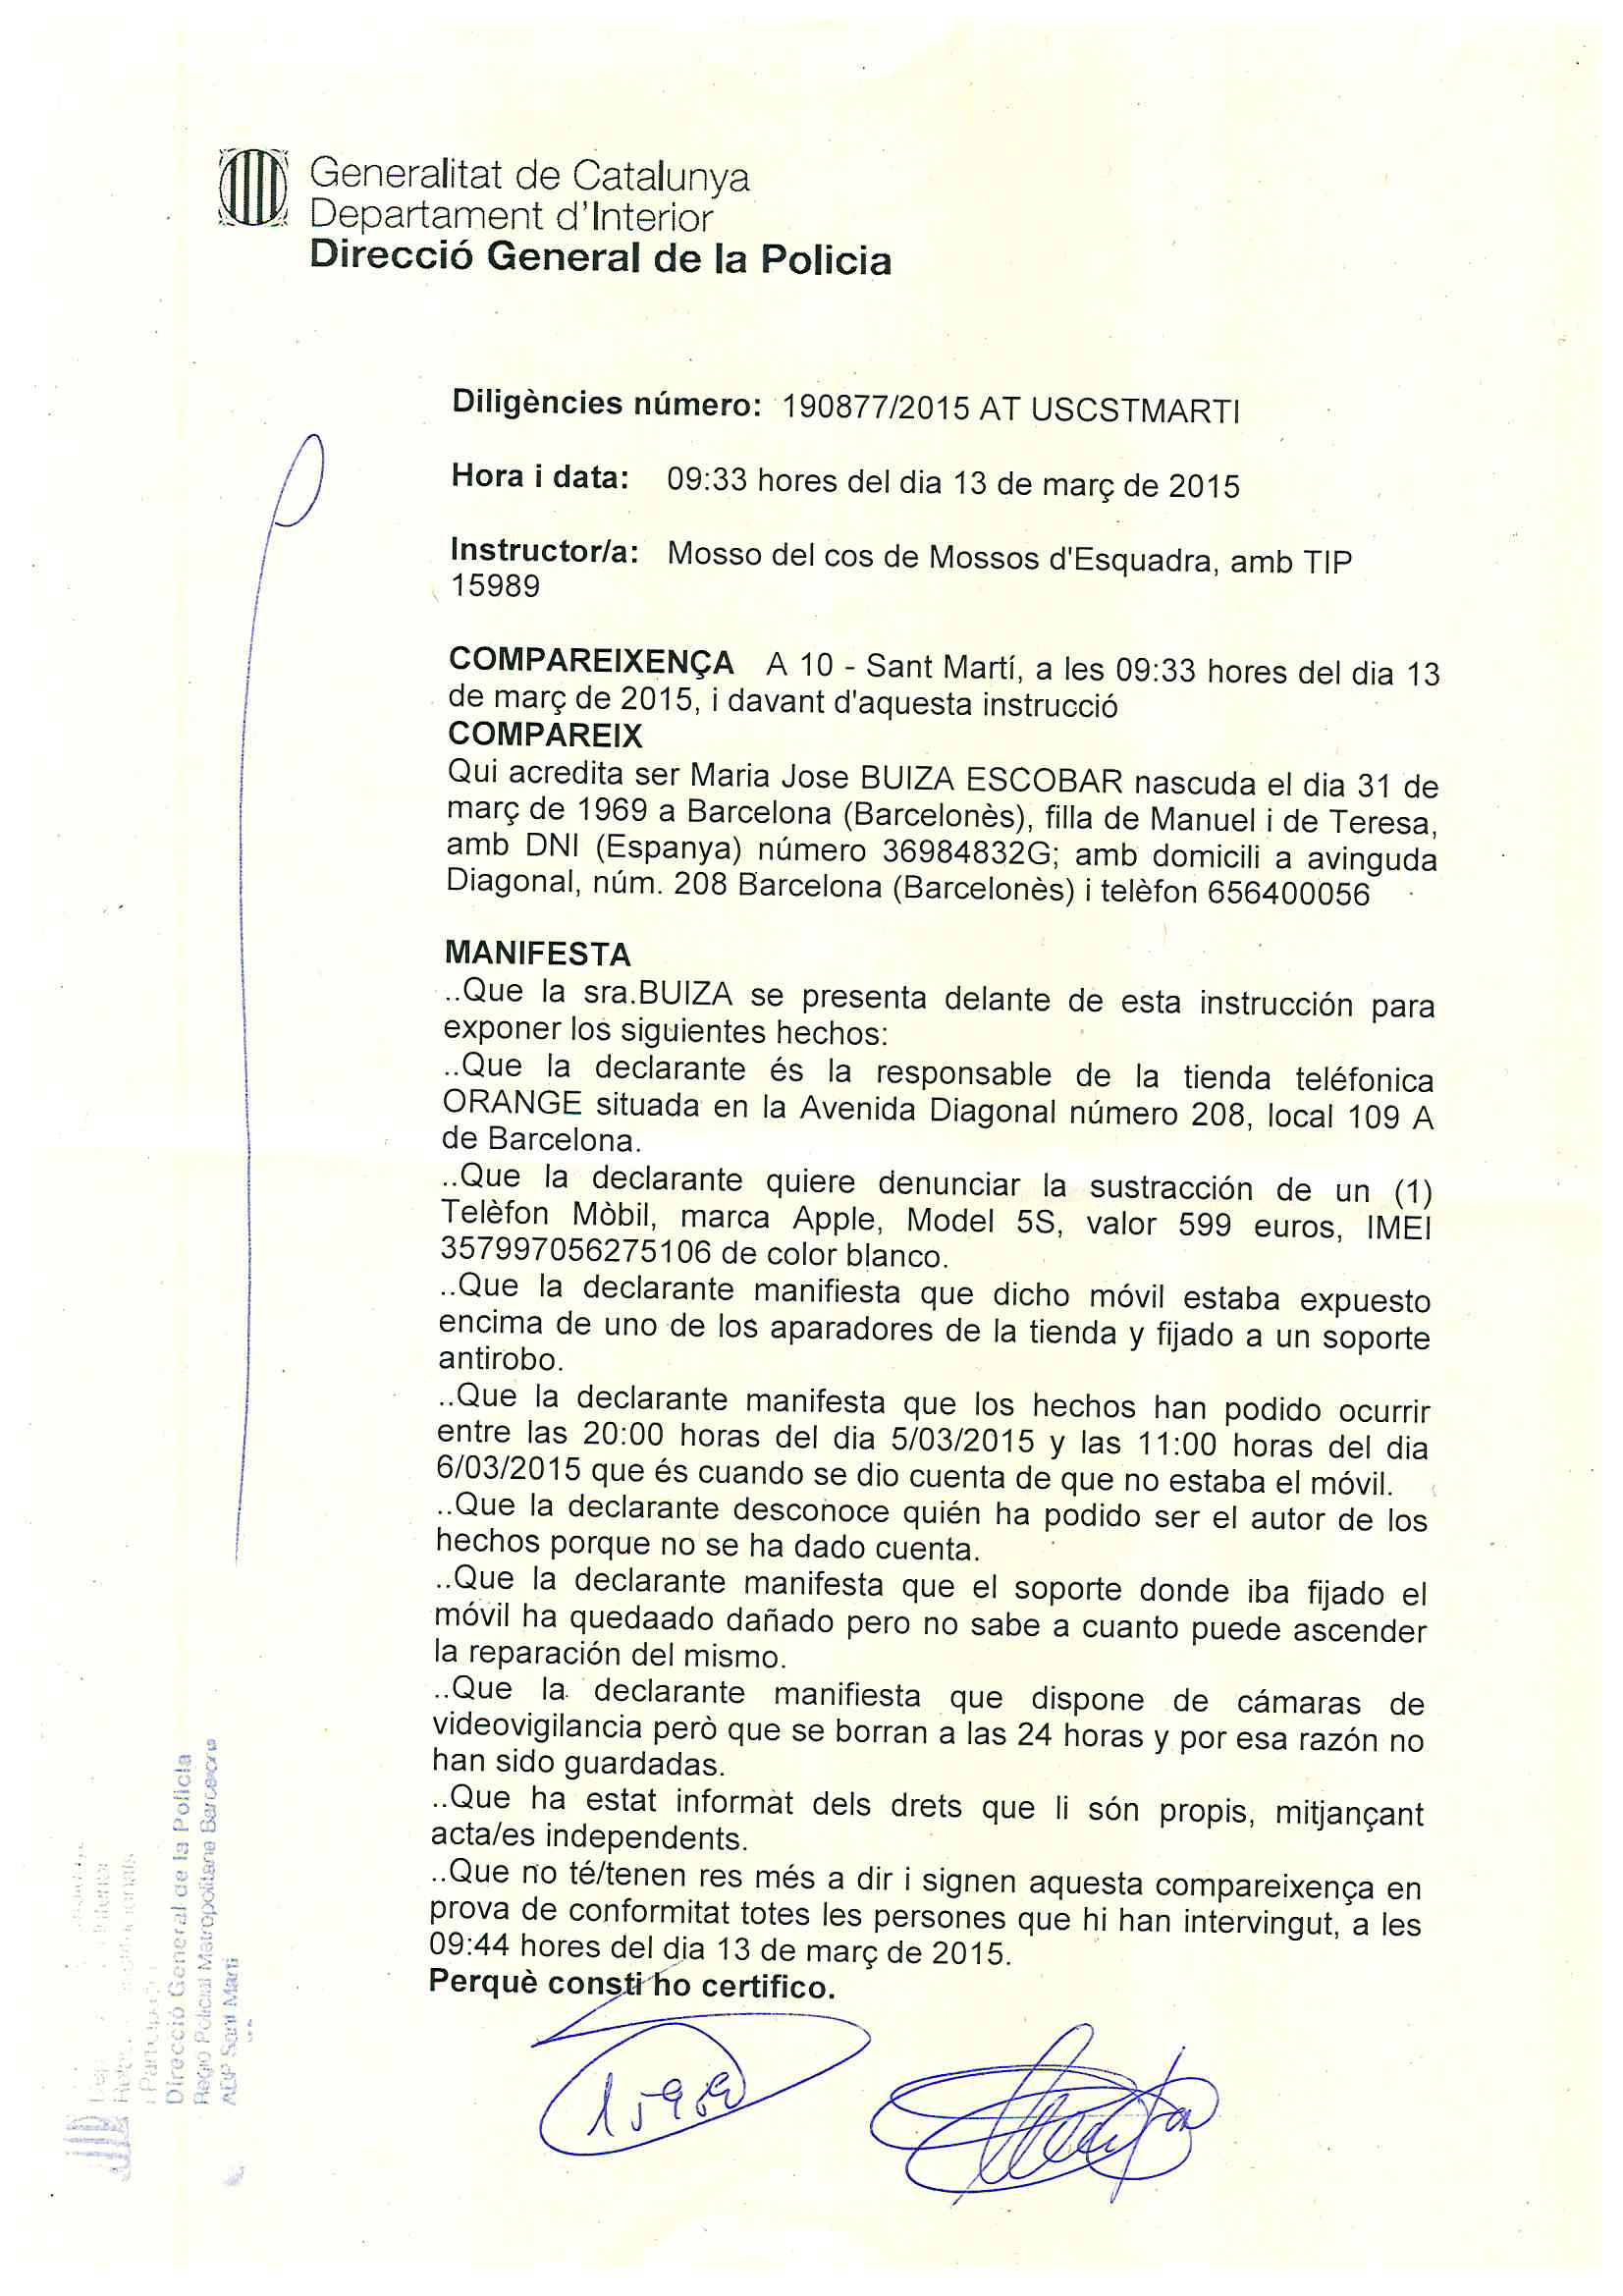 Generalitat de Catalunya
Departament d'Interior
Direcció General de la Policia
Diligències número: 190877/2015 AT USCSTMARTI
Hora i data: 09:33 hores del dia 13 de març de 2015
Instructor/a: Mosso del cos de Mossos d'Esquadra, amb TIP
15989
COMPAREIXENÇA A 10 - Sant Martí, a les 09:33 hores del dia 13
de març de 2015, i davant d'aquesta instrucció
COMPAREIX
Qui acredita ser Maria Jose BUIZA ESCOBAR nascuda el dia 31 de
març de 1969 a Barcelona (Barcelonès), filla de Manuel i de Teresa,
amb DNI (Espanya) número 36984832G; amb domicili a avinguda
Diagonal, núm. 208 Barcelona (Barcelonès) i telèfon 656400056
MANIFESTA
..Que la sra.BUIZA se presenta delante de esta instrucción para
exponer los siguientes hechos:
..Que la declarante és la responsable de la tienda teléfonica
ORANGE situada en la Avenida Diagonal número 208, local 109 A
de Barcelona.
..Que la declarante quiere denunciar la sustracción de un (1)
Telèfon Mòbil, marca Apple, Model 5S, valor 599 euros, IMEI
357997056275106 de color blanco.
..Que la declarante manifiesta que dicho móvil estaba expuesto
encima de uno de los aparadores de la tienda y fijado a un soporte
antirobo.
..Que la declarante manifesta que los hechos han podido ocurrir
entre las 20:00 horas del dia 5/03/2015 y las 11:00 horas del dia
6/03/2015 que és cuando se dio cuenta de que no estaba el móvil.
..Que la declarante desconoce quién ha podido ser el autor de los
hechos porque no se ha dado cuenta.
..Que la declarante manifesta que el soporte donde iba fijado el
móvil ha quedaado dañado pero no sabe a cuanto puede ascender
la reparación del mismo.
..Que la declarante manifiesta que dispone de cámaras de
videovigilancia però que se borran a las 24 horas y por esa razón no
han sido guardadas.
..Que ha estat informat dels drets que li són propis, mitjançant
acta/es independents.
..Que no té/tenen res més a dir i signen aquesta compareixença en
prova de conformitat totes les persones que hi han intervingut, a les
09:44 hores del dia 13 de març de 2015.
Perquè consti ho certifico.
15989
Direcció General de la Policia
Regió Policial Metropolitana Barcelona
ABP Sant Martí